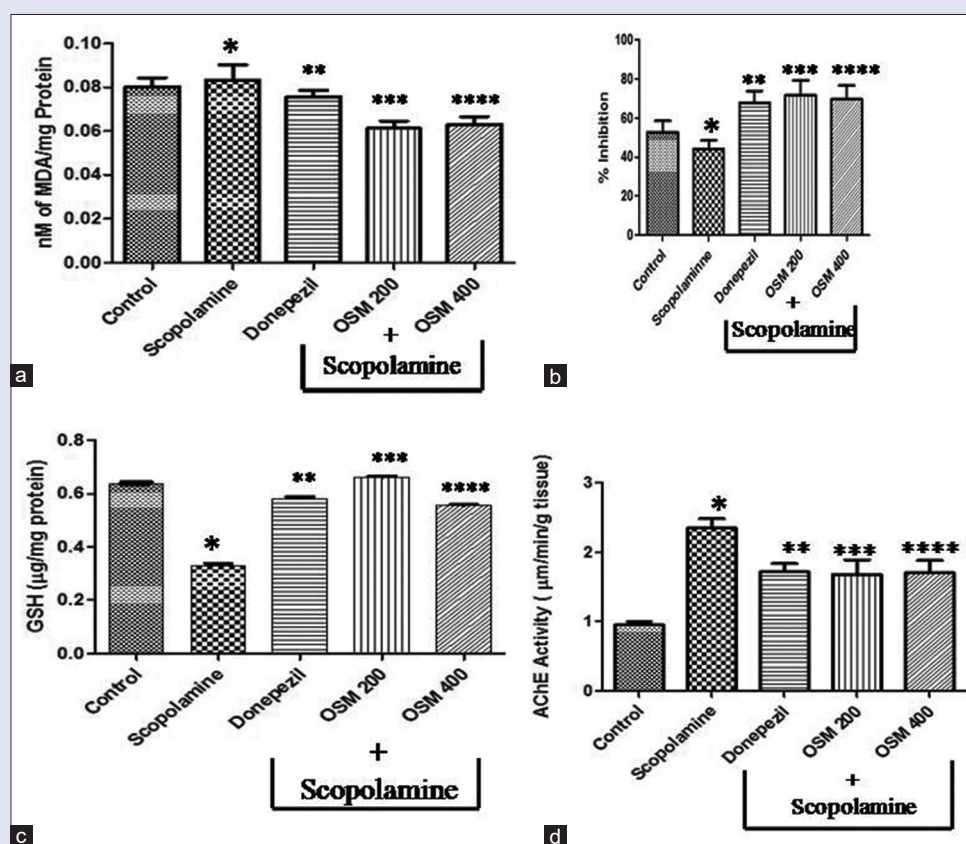 nM of MDA/mg Protein
0.10
0.08
0.06
0.04
0.02
0.00
*
**
***
****
Control
Scopolamine
Donepezil
OSM 200
OSM 400
+
Scopolamine
a
% Inhibition
100
80
60
40
20
0
*
**
***
****
Control
Scopolaminne
Donepezil
OSM 200
OSM 400
+
Scopolamine
b
GSH (µg/mg protein)
0.8
0.6
0.4
0.2
0.0
*
**
***
****
Control
Scopolamine
Donepezil
OSM 200
OSM 400
+
Scopolamine
c
AChE Activity ( µm/min/g tissue)
3
2
1
0
*
**
***
****
Control
Scopolamine
Donepezil
OSM 200
OSM 400
+
Scopolamine
d